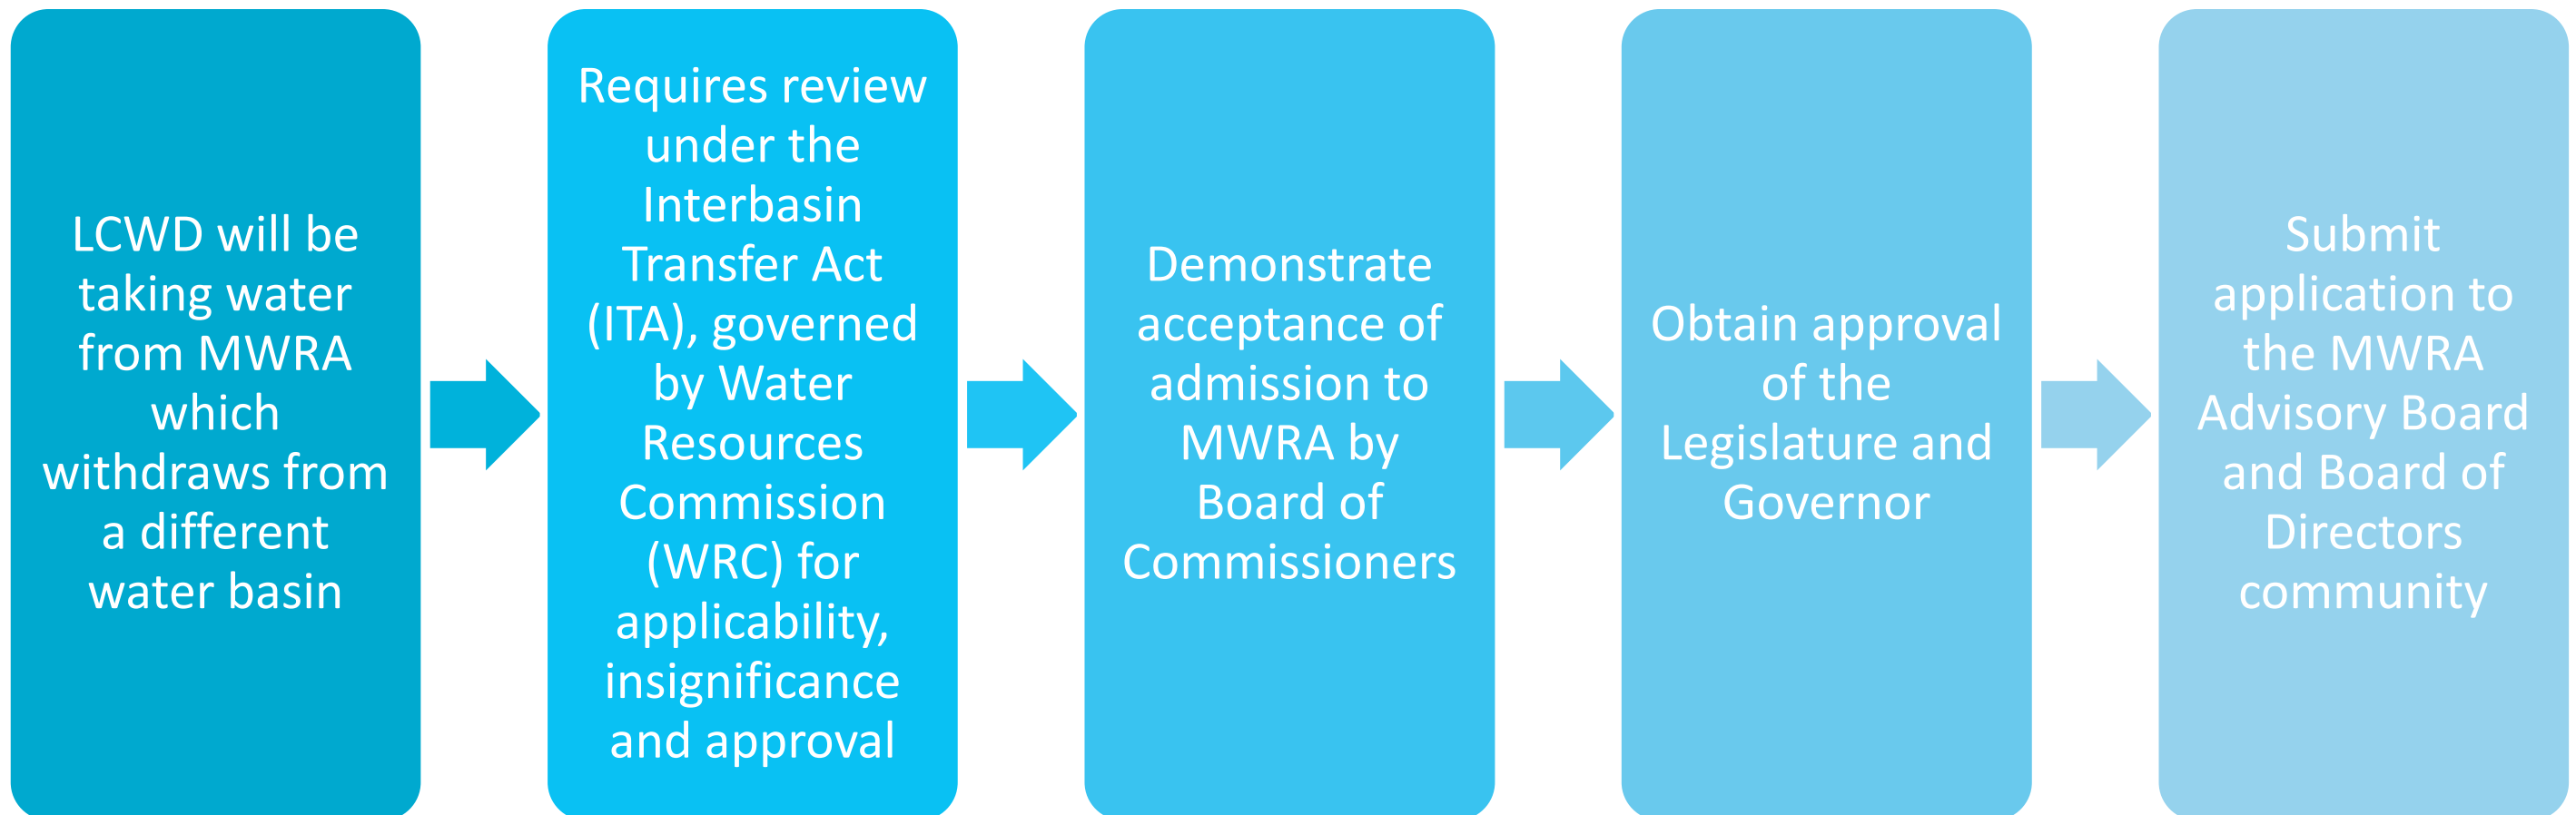 LCWD will be
taking water
from MWRA
which
withdraws from
a different
water basin
Requires review
under the
Interbasin
Transfer Act
(ITA), governed
by Water
Resources
Commission
(WRC) for
applicability,
insignificance
and approval
Demonstrate
acceptance of
admission to
MWRA by
Board of
Commissioners
Obtain approval
of the
Legislature and
Governor
Submit
application to
the MWRA
Advisory Board
and Board of
Directors
community